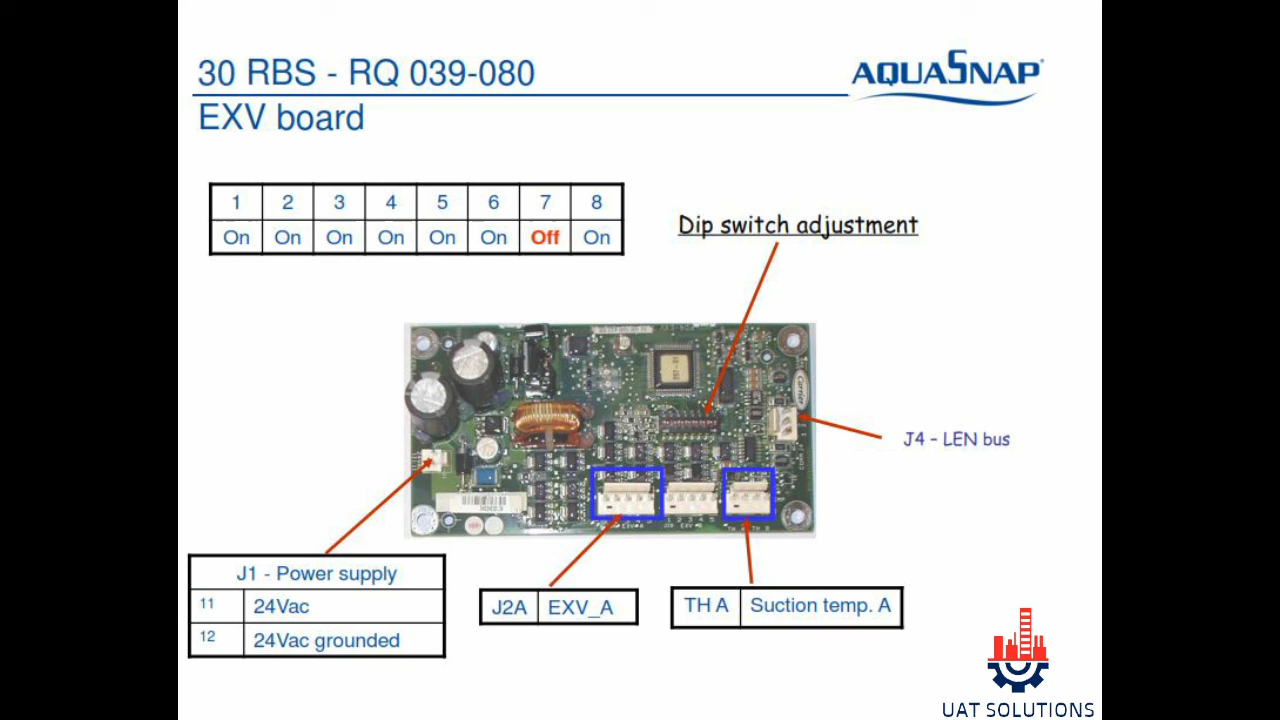 30 RBS - RQ 039-080
AQUASNAP®
EXV board
1 2 3 4 5 6 7 8
On On On On On On Off On
Dip switch adjustment
Carrier
J4 – LEN bus
J1 - Power supply
11 24Vac
12 24Vac grounded
J2A EXV_A
TH A Suction temp. A
UAT SOLUTIONS